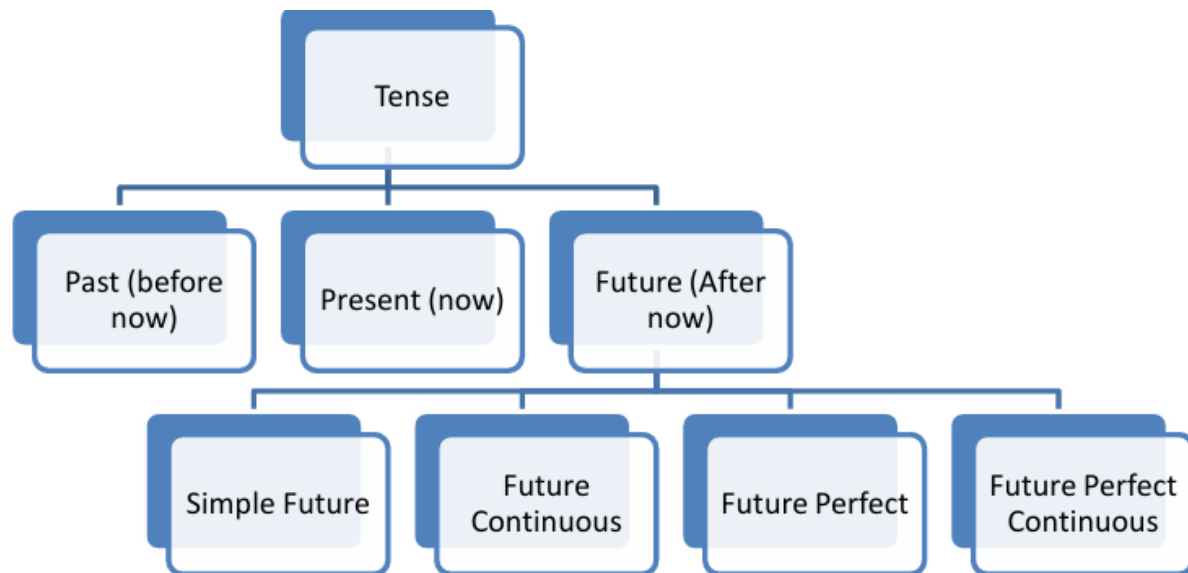 Tense
Past (before
now)
Present (now)
Future (After
now)
Simple Future
Future
Continuous
Future Perfect
Future Perfect
Continuous